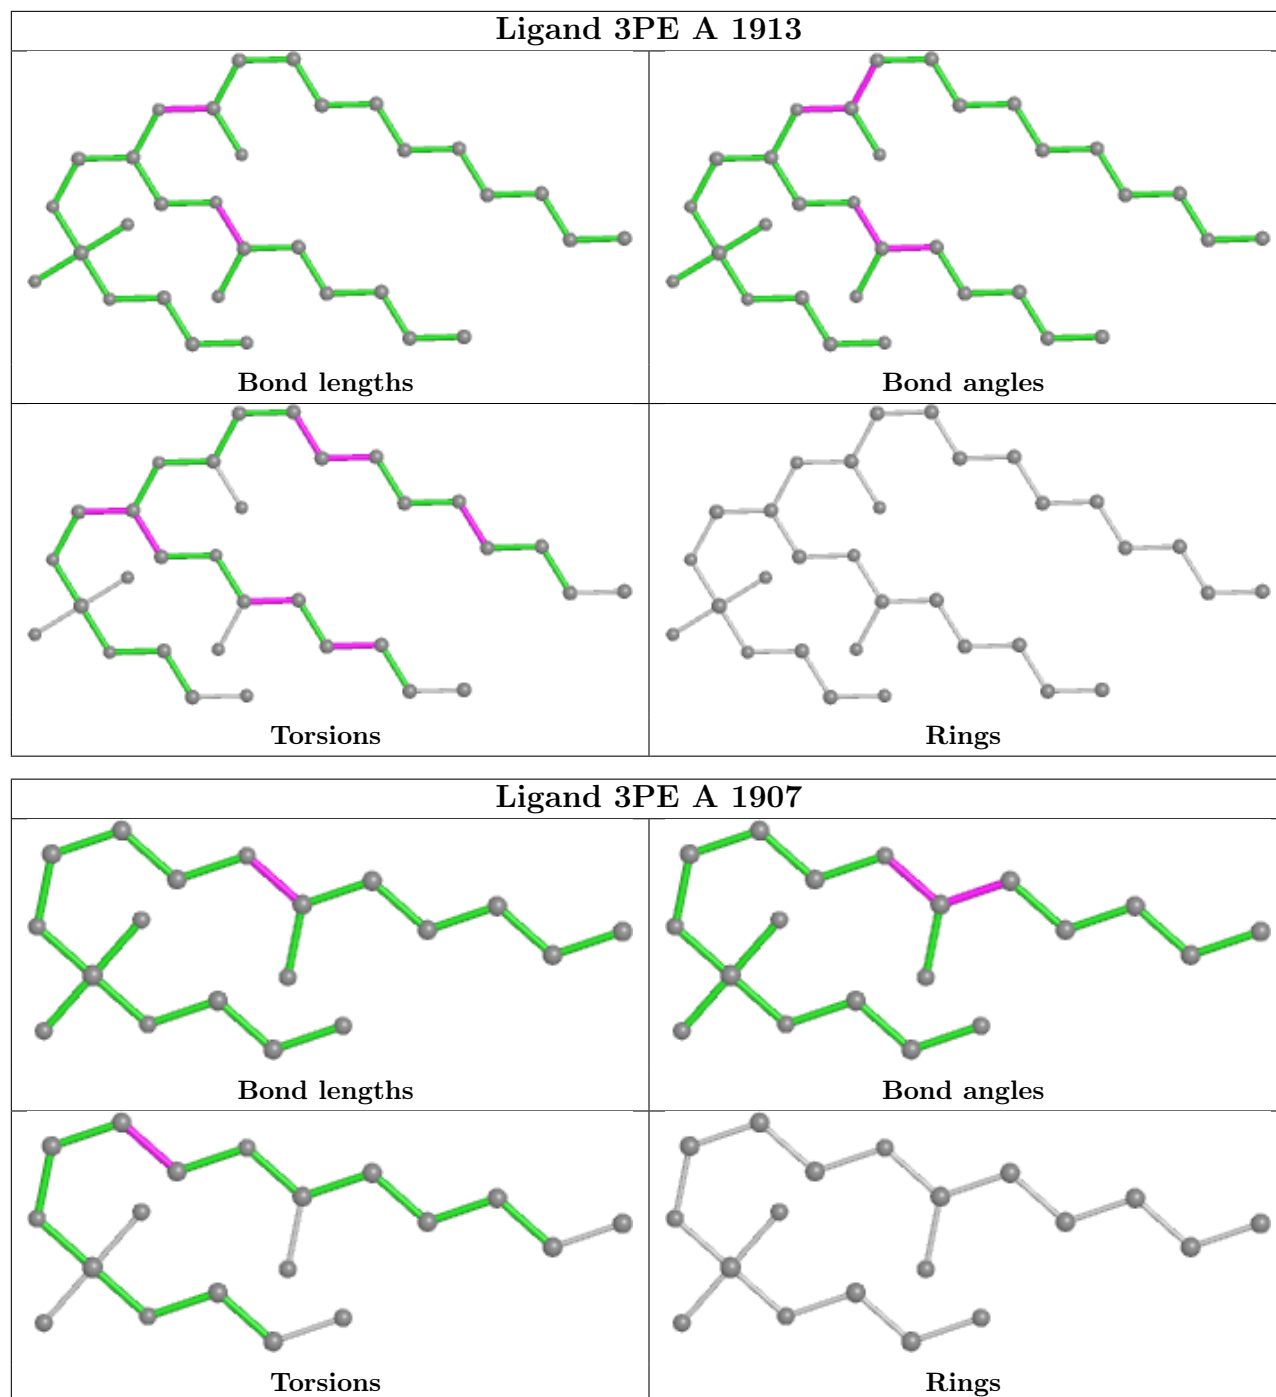 Ligand 3PE A 1913
Bond lengths
Bond angles
Torsions
Rings
Ligand 3PE A 1907
Bond lengths
Bond angles
Torsions
Rings